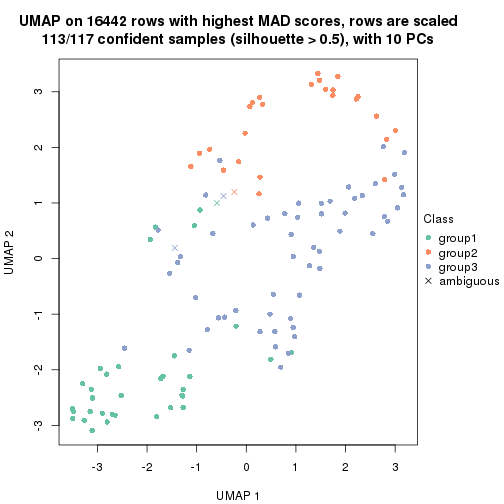 UMAP on 16442 rows with highest MAD scores, rows are scaled
113/117 confident samples (silhouette > 0.5), with 10 PCs
3
2
1
0
-1
-2
-3
UMAP 2
-3 -2 -1 0 1 2 3
UMAP 1
Class
group1
group2
group3
ambiguous